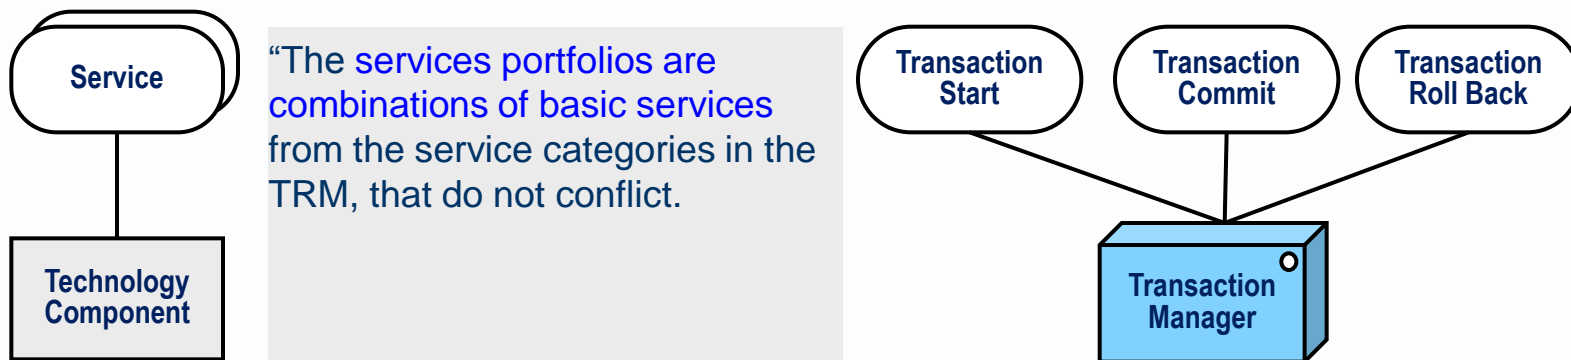 Service
Technology
Component
“The services portfolios are
combinations of basic services
from the service categories in the
TRM, that do not conflict.
Transaction
Start
Transaction
Commit
Transaction
Roll Back
Transaction
Manager